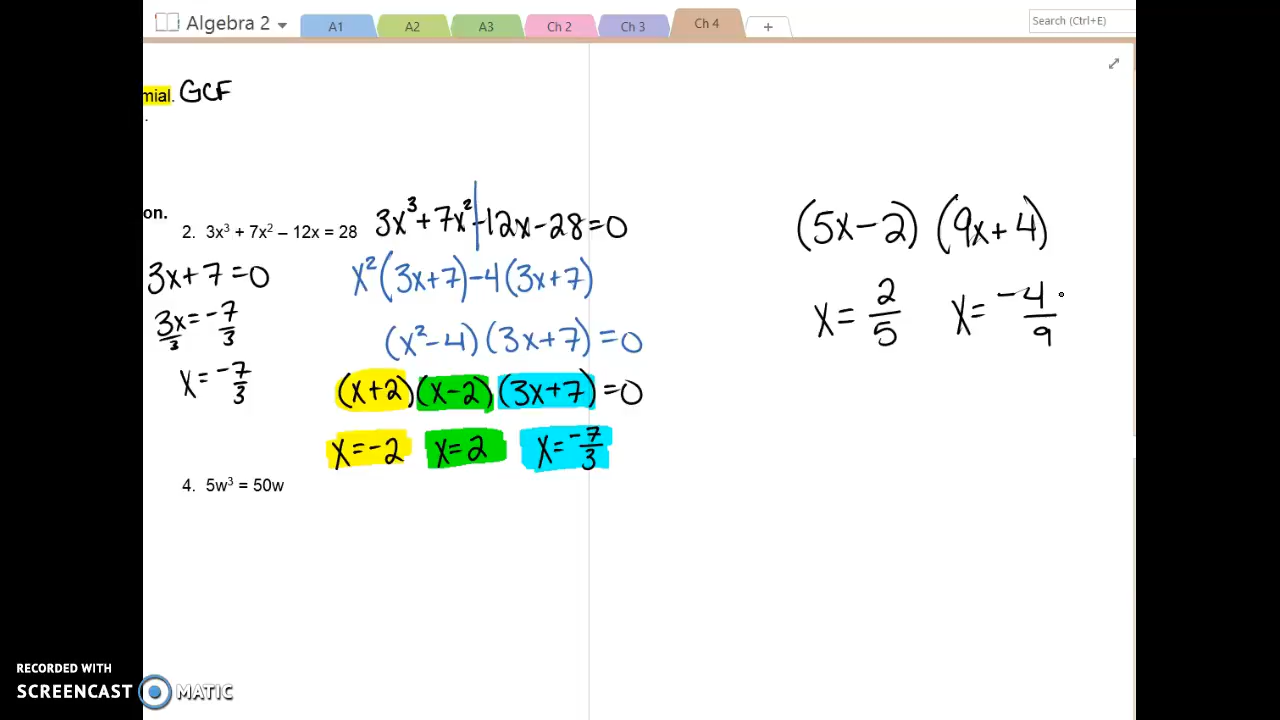 Algebra 2 A1 A2 A3 Ch 2 Ch 3 Ch 4 + Search (Ctrl+E)
mial. GCF
on.
2. 3x³ + 7x² – 12x = 28
3x³ + 7x² - 12x - 28 = 0
3x + 7 = 0
x² (3x + 7) - 4 (3x + 7)
3x/3 = -7/3
(x² - 4) (3x + 7) = 0
x = -7/3
(x + 2) (x - 2) (3x + 7) = 0
x = -2 x = 2 x = -7/3
4. 5w³ = 50w
(5x - 2) (9x + 4)
x = 2/5 x = -4/9
RECORDED WITH
SCREENCAST MATIC